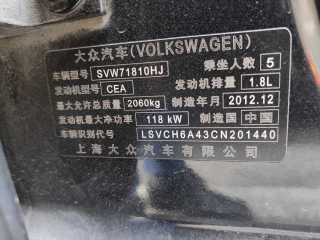 大众汽车(VOLKSWAGEN)
车辆型号 SVW71810HJ 乘坐人数 5
发动机型号 CEA 发动机排量 1.8L
最大允许总质量 2060kg 制造年月 2012.12
发动机最大净功率 118 kW 制造国 中国
车辆识别代号 LSVCH6A43CN201440
上海大众汽车有限公司